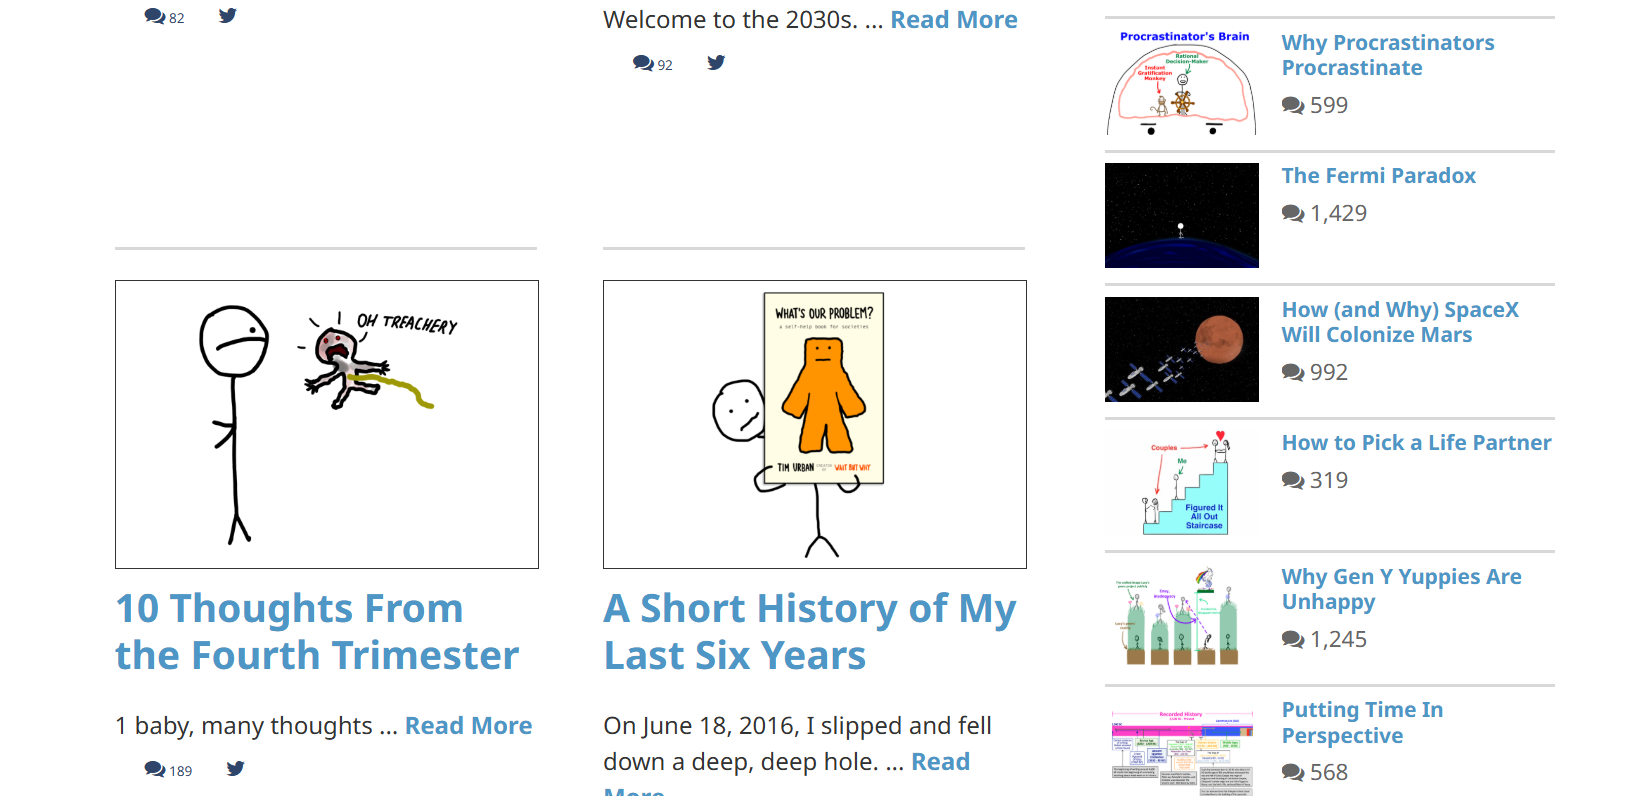 82
Welcome to the 2030s. ... Read More
92
OH TREACHERY
10 Thoughts From
the Fourth Trimester
1 baby, many thoughts ... Read More
189
WHAT'S OUR PROBLEM?
a self-help book for societies
TIM URBAN CREATOR OF WAIT BUT WHY
A Short History of My
Last Six Years
On June 18, 2016, I slipped and fell
down a deep, deep hole. ... Read
More
Procrastinator's Brain
Rational
Decision-Maker
Instant
Gratification
Monkey
Why Procrastinators
Procrastinate
599
The Fermi Paradox
1,429
How (and Why) SpaceX
Will Colonize Mars
992
Couples
Me
Figured It
All Out
Staircase
How to Pick a Life Partner
319
Why Gen Y Yuppies Are
Unhappy
1,245
Recorded History
Putting Time In
Perspective
568